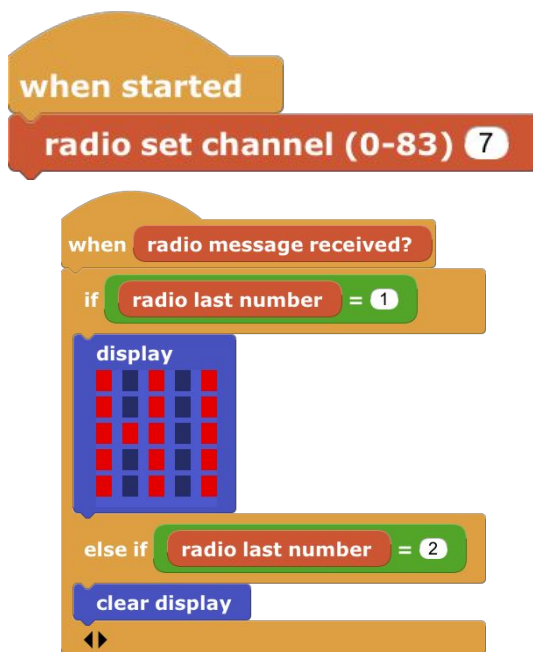 when started
radio set channel (0-83) 7
when radio message received?
if radio last number = 1
display
else if radio last number = 2
clear display